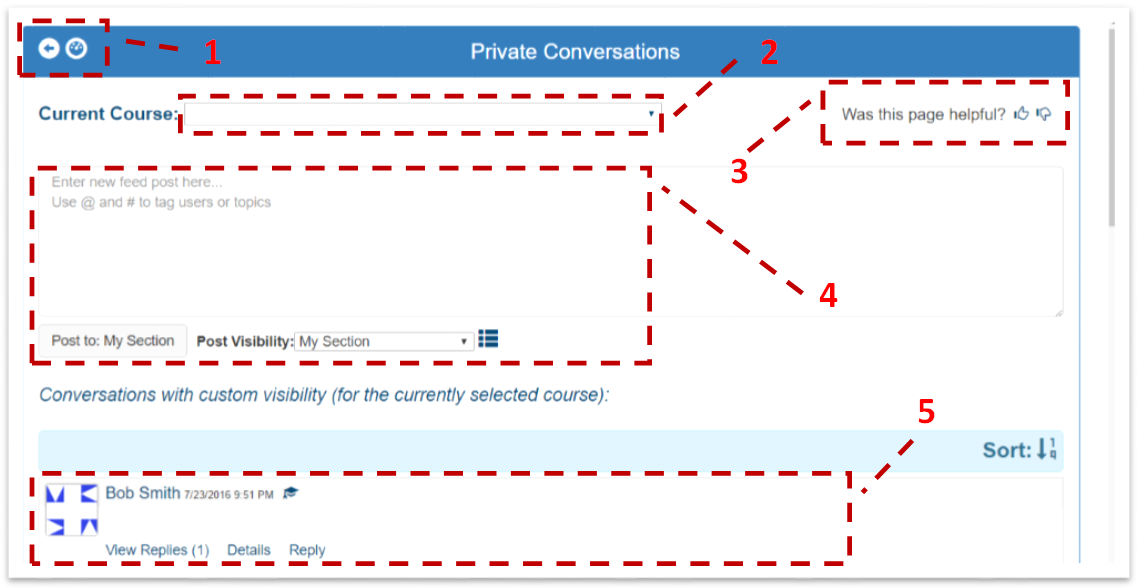 1
Private Conversations
2
Current Course:
Was this page helpful?
3
Enter new feed post here...
Use @ and # to tag users or topics
4
Post to: My Section Post Visibility: My Section
Conversations with custom visibility (for the currently selected course):
5
Sort:
Bob Smith 7/23/2016 9:51 PM
View Replies (1) Details Reply